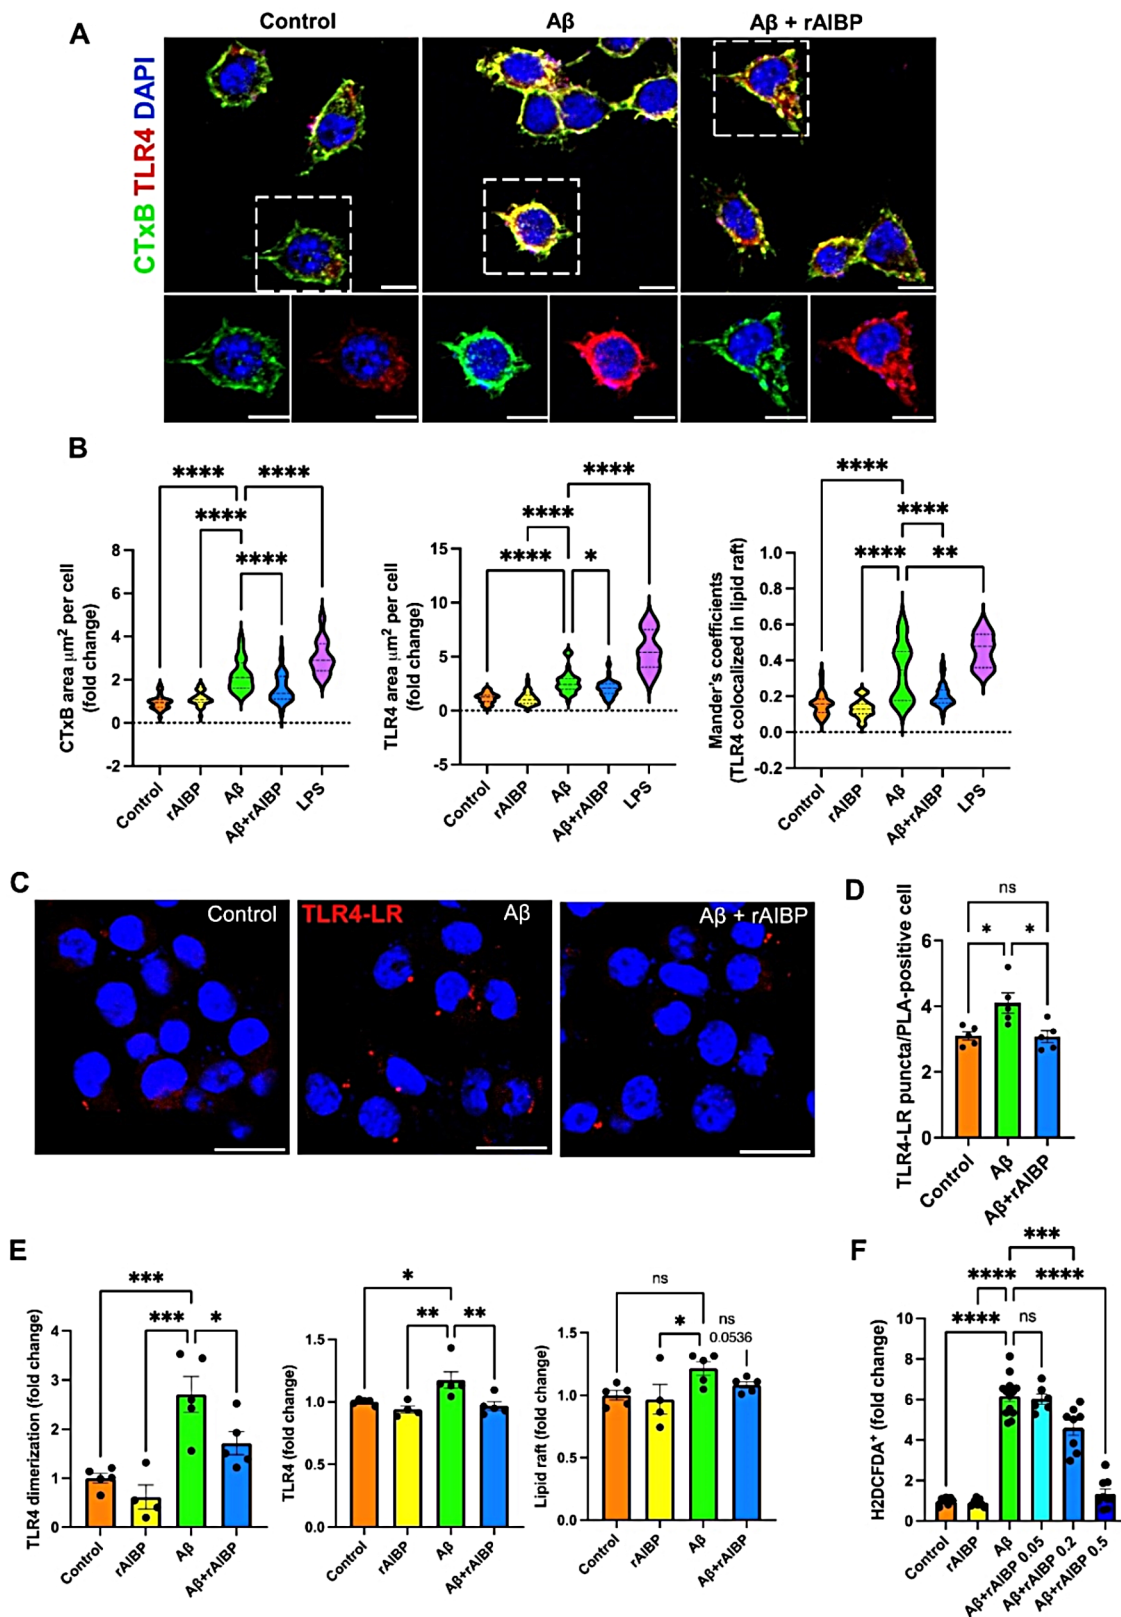 A
Control
Aβ
Aβ + rAIBP
CTxB TLR4 DAPI
B
**** ****
****
****
CTxB area µm² per cell
(fold change)
8
6
4
2
0
-2
Control
rAIBP
Aβ
Aβ+rAIBP
LPS
****
****
**** *
TLR4 area µm² per cell
(fold change)
15
10
5
0
-5
Control
rAIBP
Aβ
Aβ+rAIBP
LPS
****
****
**** **
Mander's coefficients
(TLR4 colocalized in lipid raft)
1.0
0.8
0.6
0.4
0.2
0.0
-0.2
Control
rAIBP
Aβ
Aβ+rAIBP
LPS
C
Control
TLR4-LR
Aβ
Aβ + rAIBP
D
ns
* *
TLR4-LR puncta/PLA-positive cell
6
4
2
0
Control
Aβ
Aβ+rAIBP
E
***
*** *
TLR4 dimerization (fold change)
4
3
2
1
0
Control
rAIBP
Aβ
Aβ+rAIBP
*
** **
TLR4 (fold change)
1.5
1.0
0.5
0.0
Control
rAIBP
Aβ
Aβ+rAIBP
ns
* ns
0.0536
Lipid raft (fold change)
1.5
1.0
0.5
0.0
Control
rAIBP
Aβ
Aβ+rAIBP
F
***
**** ****
**** ns
H2DCFDA⁺ (fold change)
10
8
6
4
2
0
Control
rAIBP
Aβ
Aβ+rAIBP 0.05
Aβ+rAIBP 0.2
Aβ+rAIBP 0.5